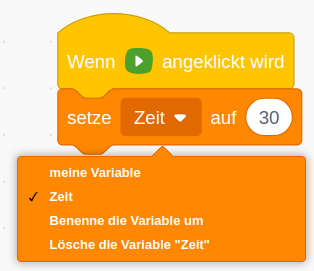 Wenn angeklickt wird
setze Zeit auf 30
meine Variable
✓ Zeit
Benenne die Variable um
Lösche die Variable "Zeit"